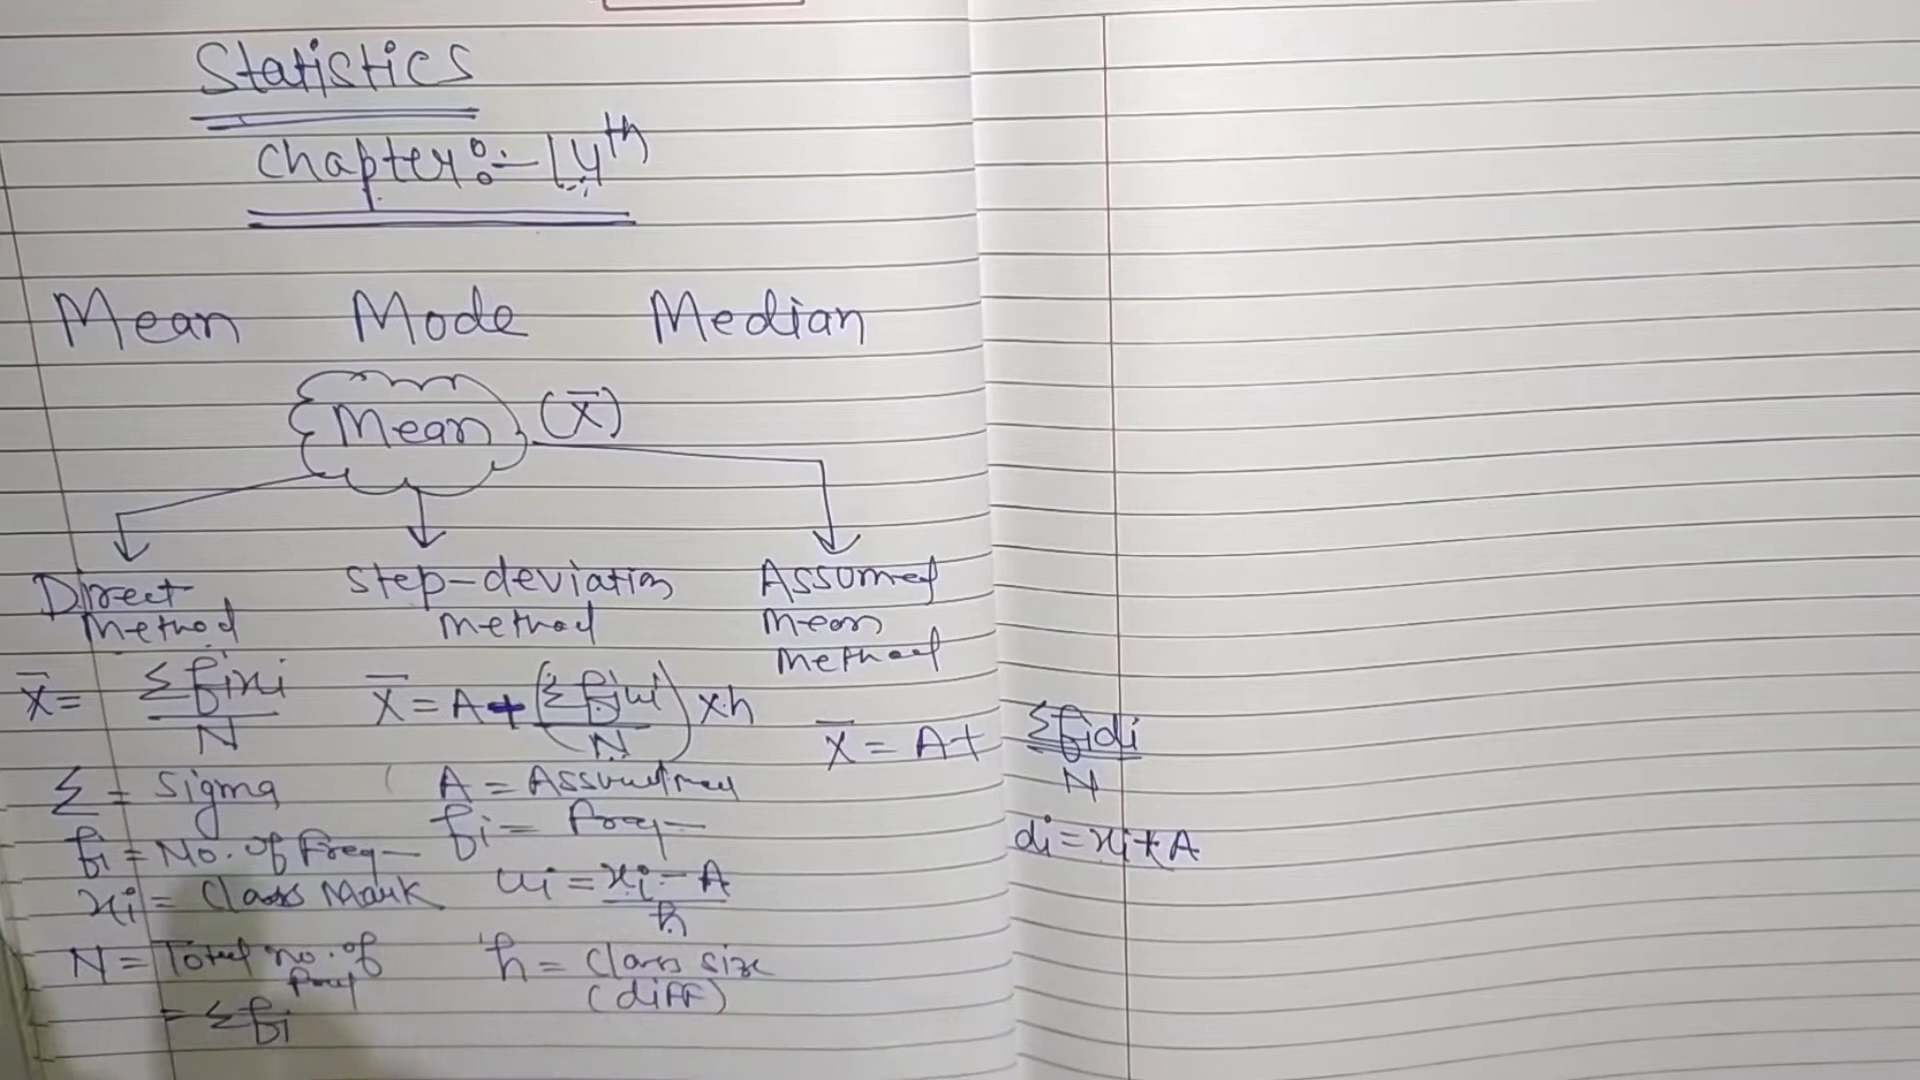 Statistics
Chapter:- 14th
Mean Mode Median
Mean (x̄)
Direct Method
Step-deviation method
Assumed Mean Method
x̄ = Σfixi / N
x̄ = A + (Σfiui / N) × h
x̄ = A + Σfidi / N
Σ = Sigma
fi = No. of freq
xi = Class Mark
N = Total no. of freq
= Σfi
A = Assumed
fi = freq
ui = xi - A / h
h = Class size
(diff)
di = xi + A